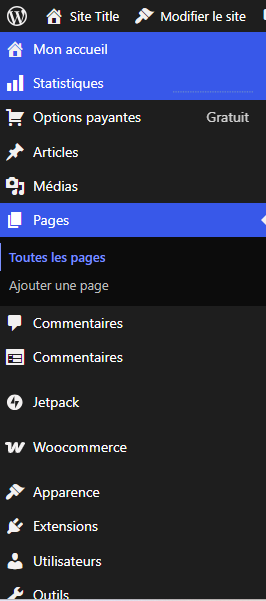 Site Title Modifier le site
Mon accueil
Statistiques
Options payantes Gratuit
Articles
Médias
Pages
Toutes les pages
Ajouter une page
Commentaires
Commentaires
Jetpack
Woocommerce
Apparence
Extensions
Utilisateurs
Outils